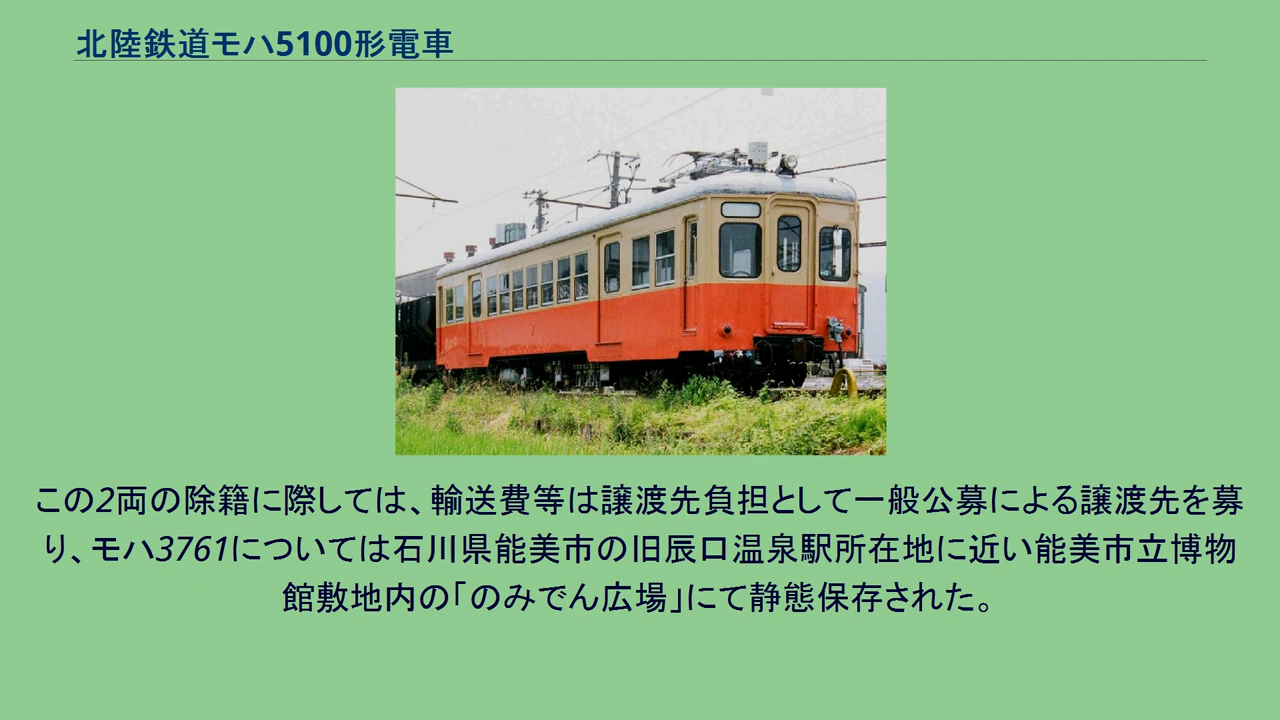 北陸鉄道モハ5100形電車
この2両の除籍に際しては、輸送費等は譲渡先負担として一般公募による譲渡先を募
り、モハ3761については石川県能美市の旧辰口温泉駅所在地に近い能美市立博物
館敷地内の「のみでん広場」にて静態保存された。